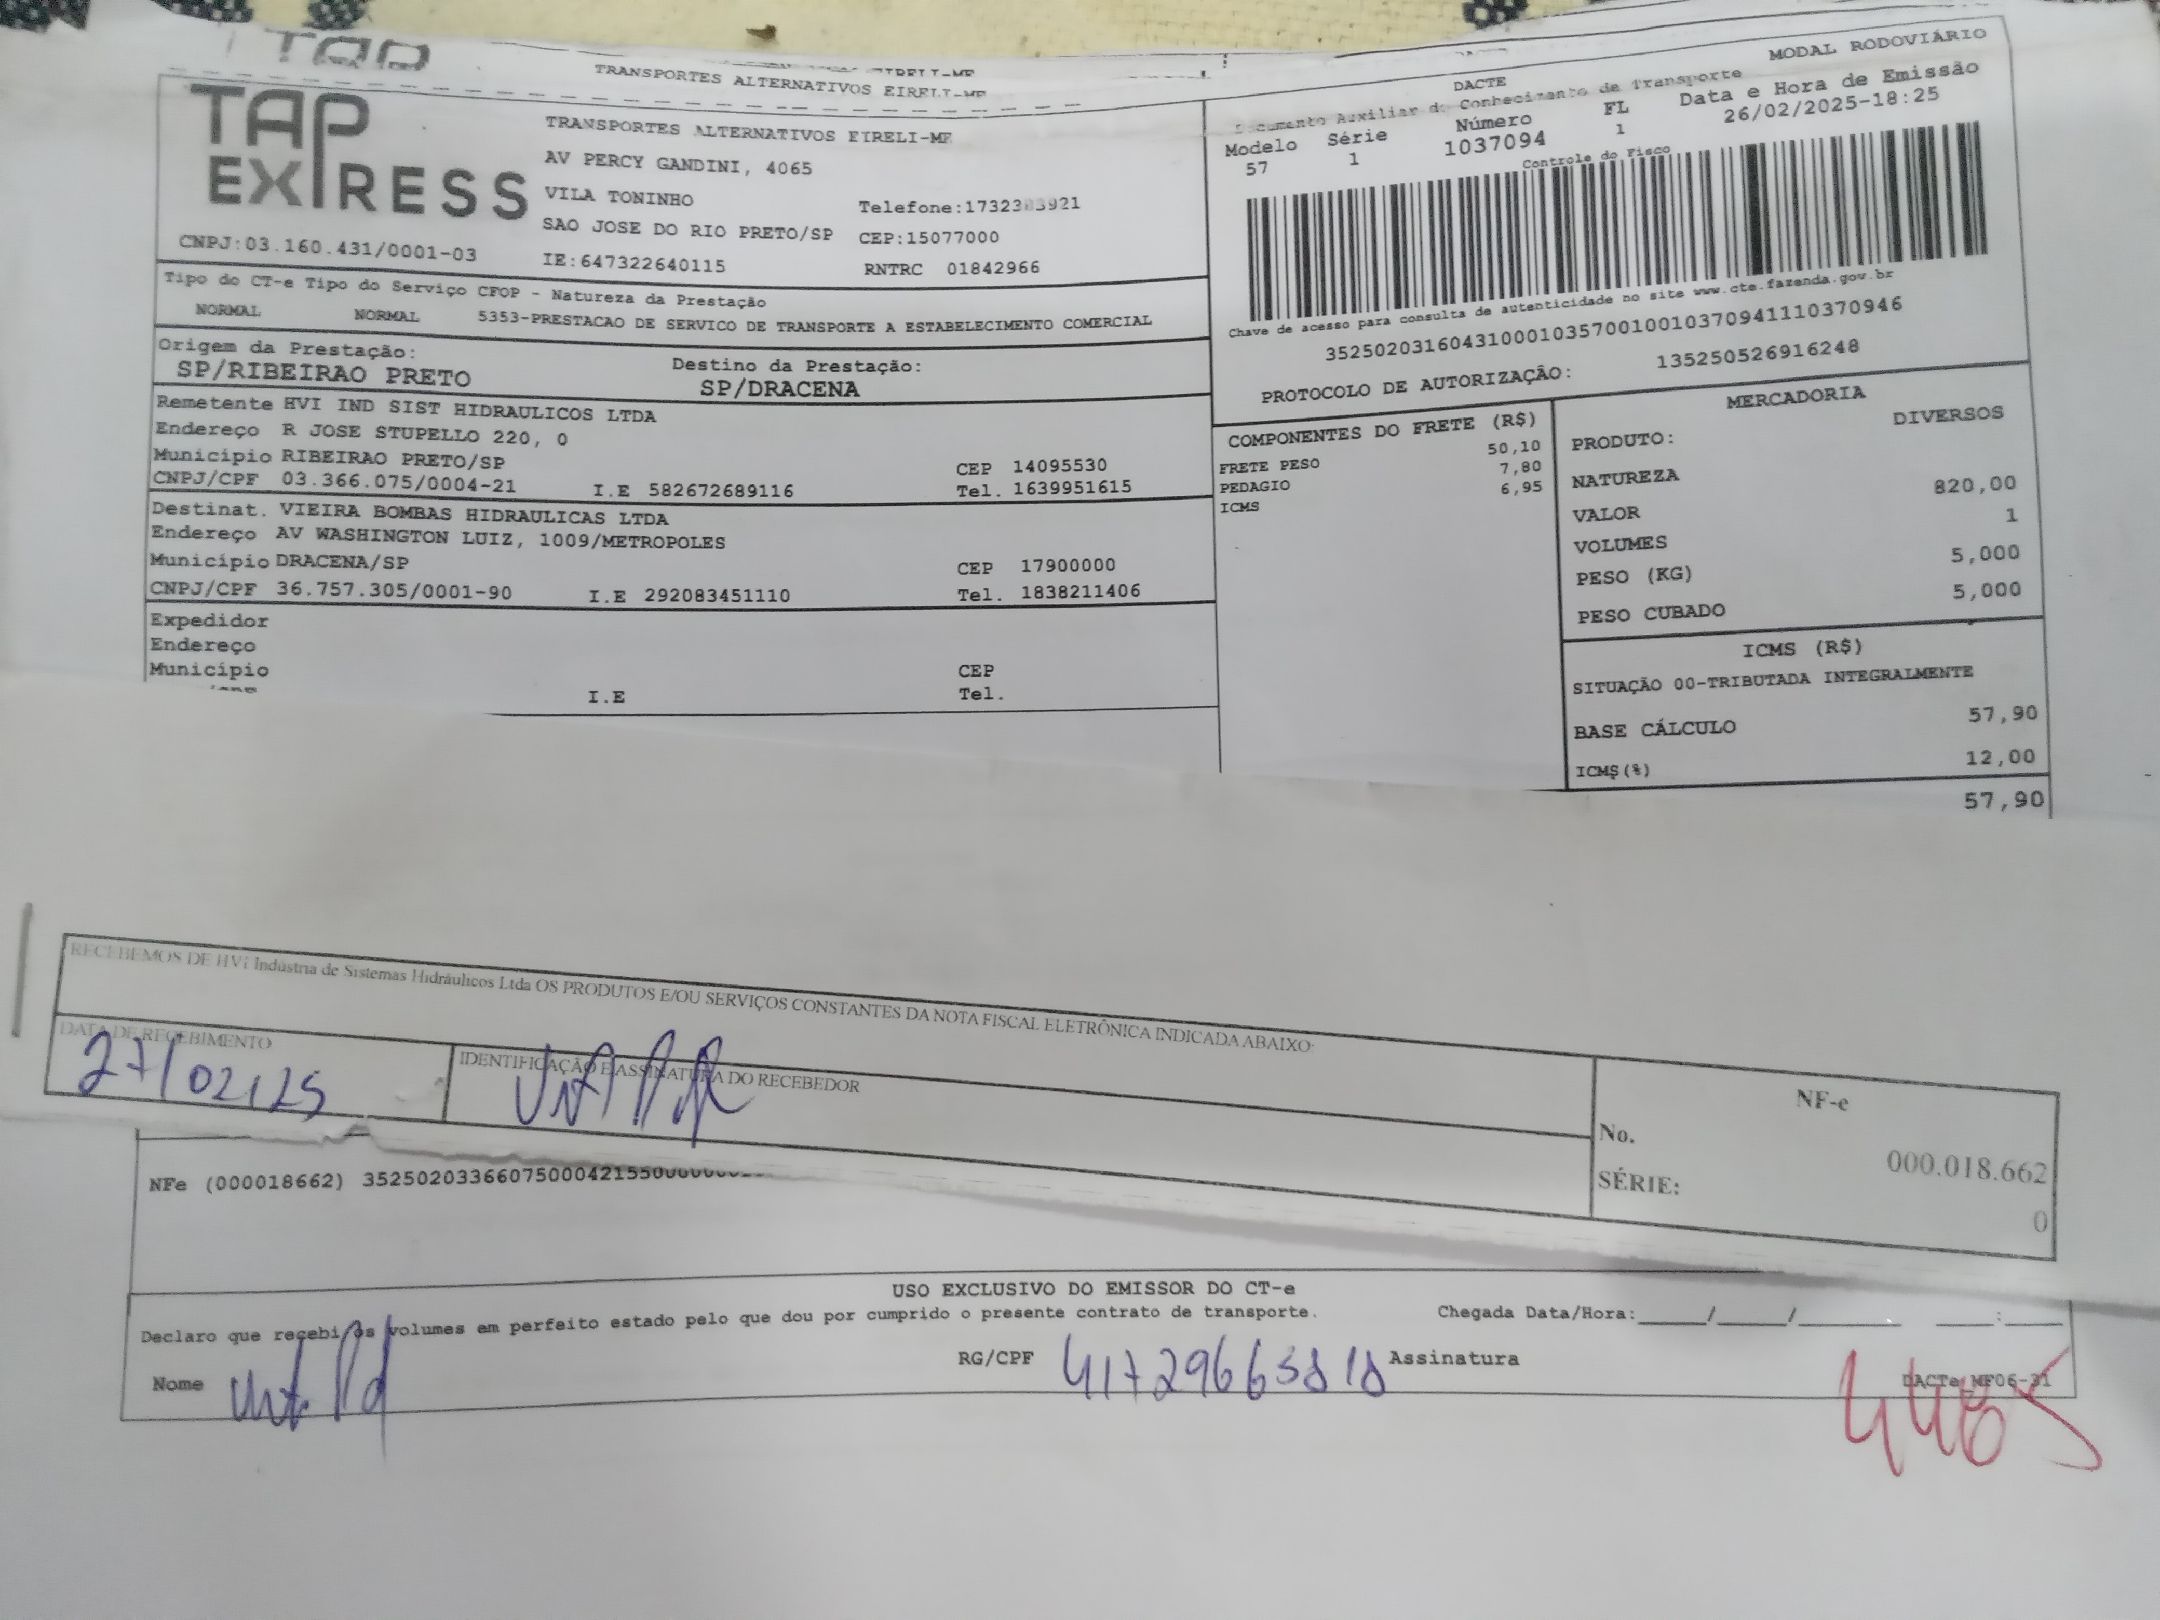 TAP
TRANSPORTES ALTERNATIVOS EIRELI-ME
TAP EXPRESS
CNPJ:03.160.431/0001-03
TRANSPORTES ALTERNATIVOS EIRELI-ME
AV PERCY GANDINI, 4065
VILA TONINHO
SAO JOSE DO RIO PRETO/SP CEP:15077000
IE:647322640115 RNTRC 01842966
DACTE MODAL RODOVIÁRIO
Documento Auxiliar do Conhecimento de Transporte
Modelo Série Número FL Data e Hora de Emissão
57 1 1037094 1 26/02/2025-18:25
Controle do Fisco
Chave de acesso para consulta de autenticidade no site www.cte.fazenda.gov.br
35250203160431000103570010010370941110370946
PROTOCOLO DE AUTORIZAÇÃO: 135250526916248
Tipo do CT-e Tipo do Serviço CFOP - Natureza da Prestação
NORMAL NORMAL 5353-PRESTACAO DE SERVICO DE TRANSPORTE A ESTABELECIMENTO COMERCIAL
Origem da Prestação: Destino da Prestação:
SP/RIBEIRAO PRETO SP/DRACENA
Remetente HVI IND SIST HIDRAULICOS LTDA
Endereço R JOSE STUPELLO 220, 0
Município RIBEIRAO PRETO/SP CEP 14095530
CNPJ/CPF 03.366.075/0004-21 I.E 582672689116 Tel. 1639951615
Destinat. VIEIRA BOMBAS HIDRAULICAS LTDA
Endereço AV WASHINGTON LUIZ, 1009/METROPOLES
Município DRACENA/SP CEP 17900000
CNPJ/CPF 36.757.305/0001-90 I.E 292083451110 Tel. 1838211406
Expedidor
Endereço
Município CEP
I.E Tel.
COMPONENTES DO FRETE (R$)
FRETE PESO 50,10
PEDAGIO 7,80
ICMS 6,95
MERCADORIA
PRODUTO: DIVERSOS
NATUREZA
VALOR 820,00
VOLUMES 1
PESO (KG) 5,000
PESO CUBADO 5,000
ICMS (R$)
SITUAÇÃO 00-TRIBUTADA INTEGRALMENTE
BASE CÁLCULO 57,90
ICMS(%) 12,00
57,90
RECEBEMOS DE HVI Indústria de Sistemas Hidráulicos Ltda OS PRODUTOS E/OU SERVIÇOS CONSTANTES DA NOTA FISCAL ELETRÔNICA INDICADA ABAIXO:
DATA DE RECEBIMENTO
27/02/25
IDENTIFICAÇÃO E ASSINATURA DO RECEBEDOR
NF-e
No. 000.018.662
SÉRIE: 0
NFe (000018662)
USO EXCLUSIVO DO EMISSOR DO CT-e
Declaro que recebi os volumes em perfeito estado pelo que dou por cumprido o presente contrato de transporte. Chegada Data/Hora:____/____/____ ____:____
Nome RG/CPF 41729663818 Assinatura
DACTe_MF06-31